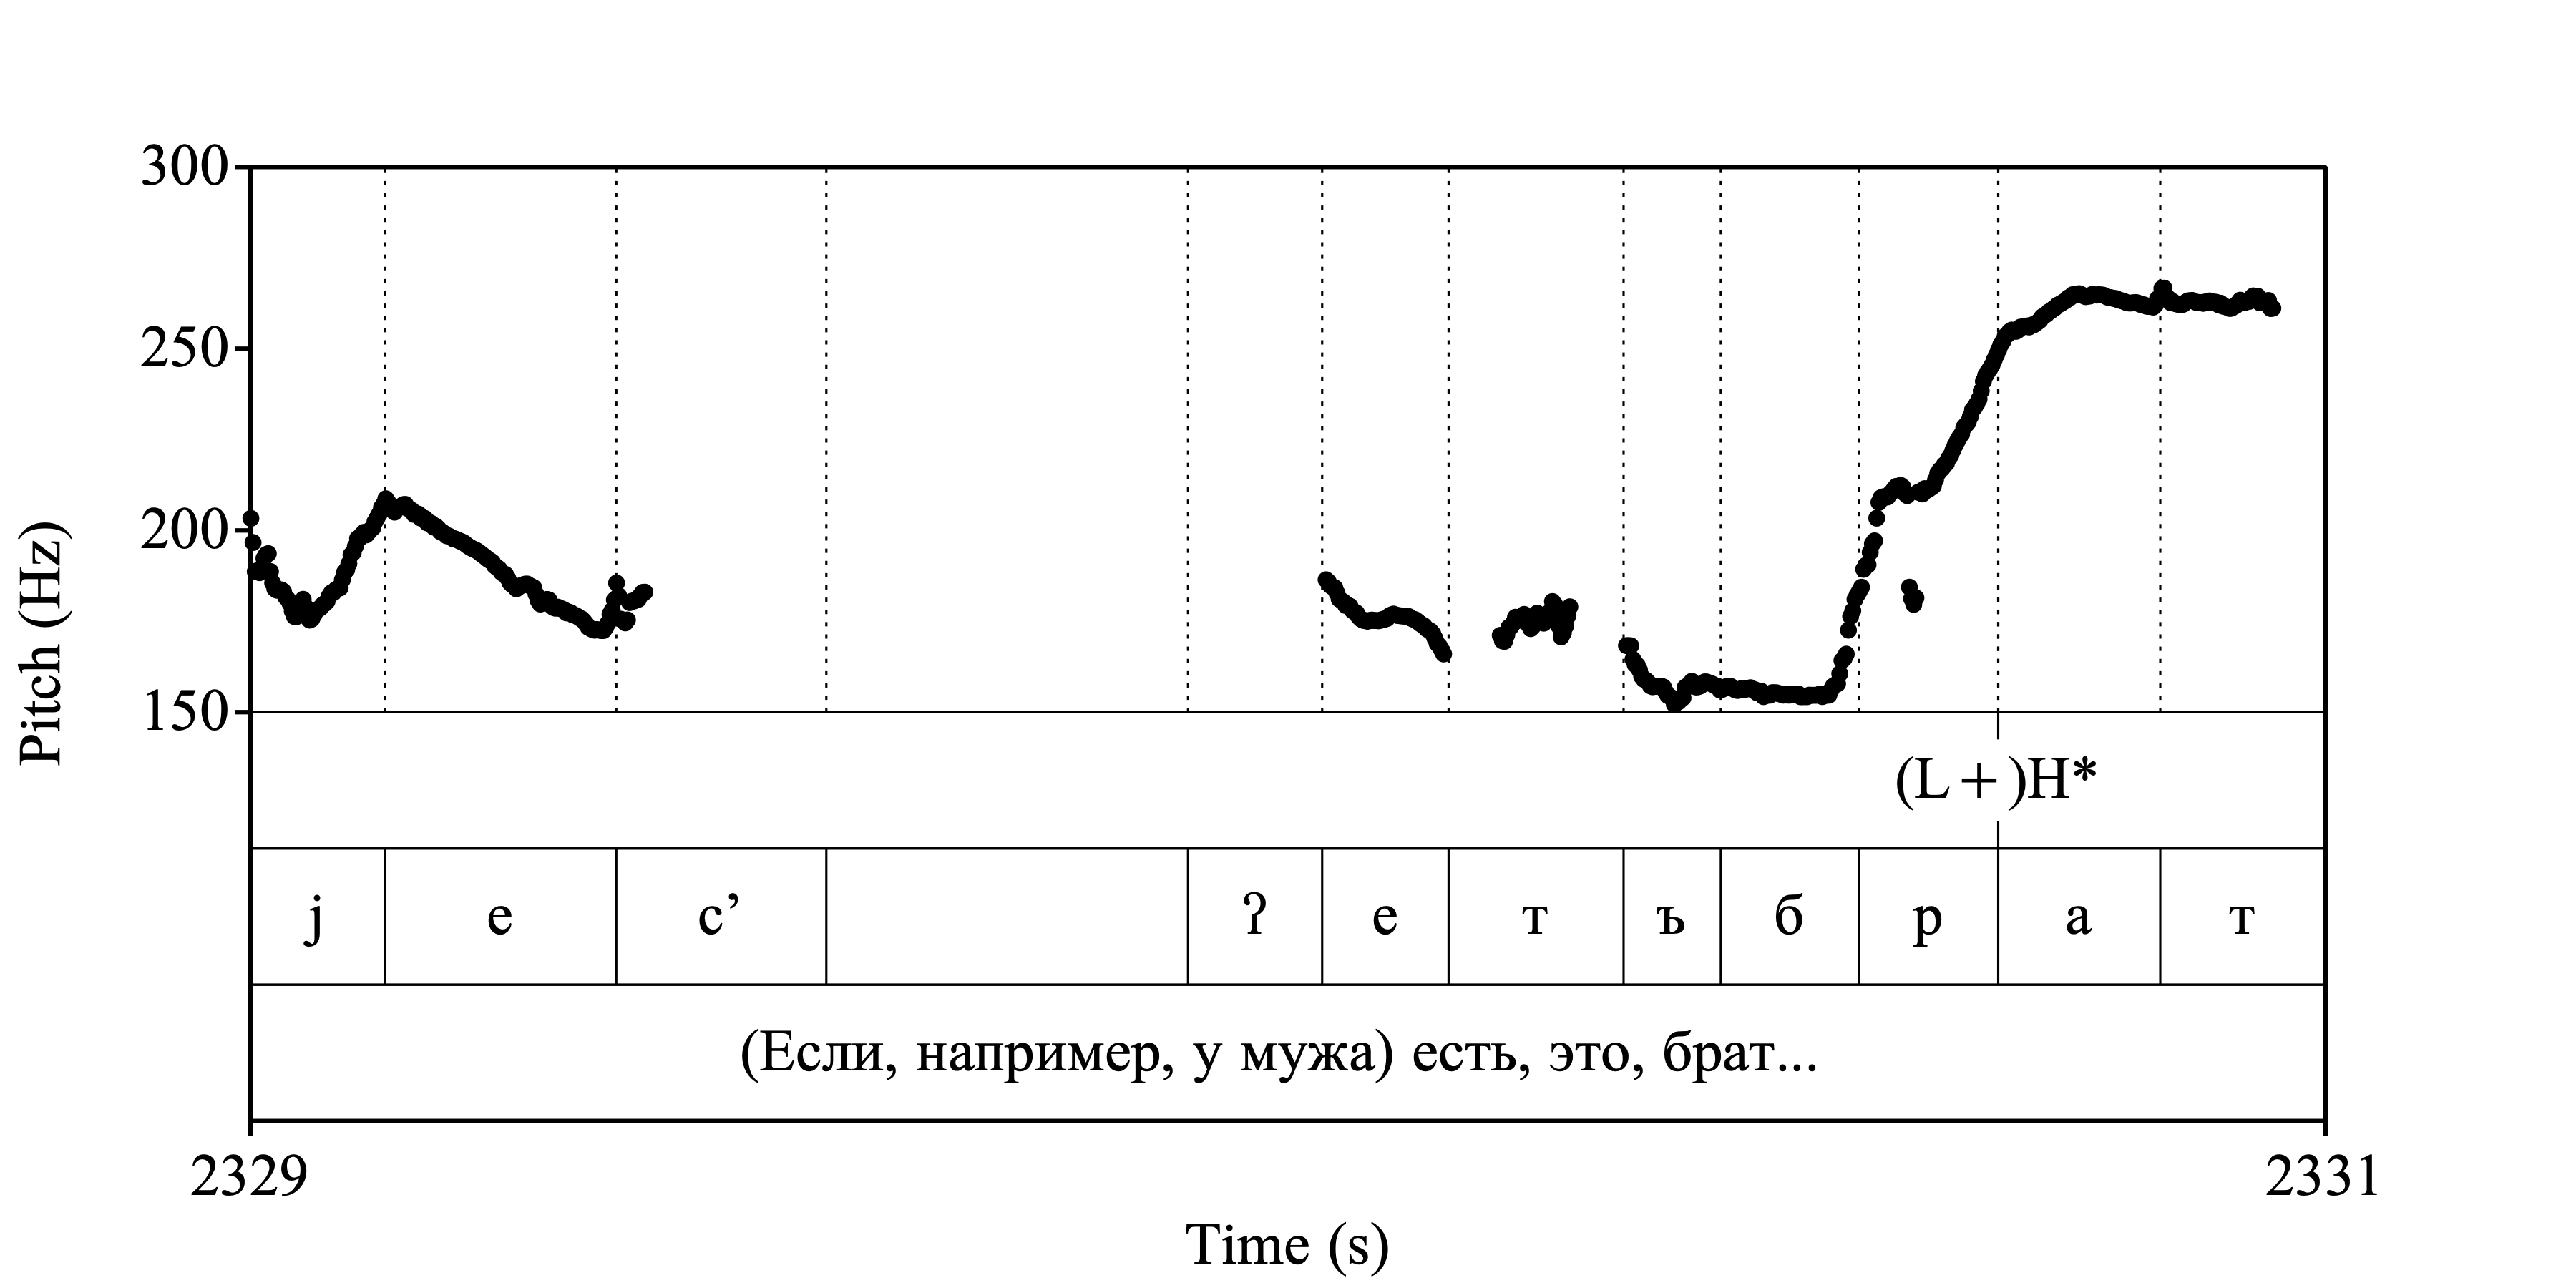 300
250
200
150
Pitch (Hz)
(L+)H*
j е с’ ʔ е т ъ б р а т
(Если, например, у мужа) есть, это, брат...
2329 2331
Time (s)